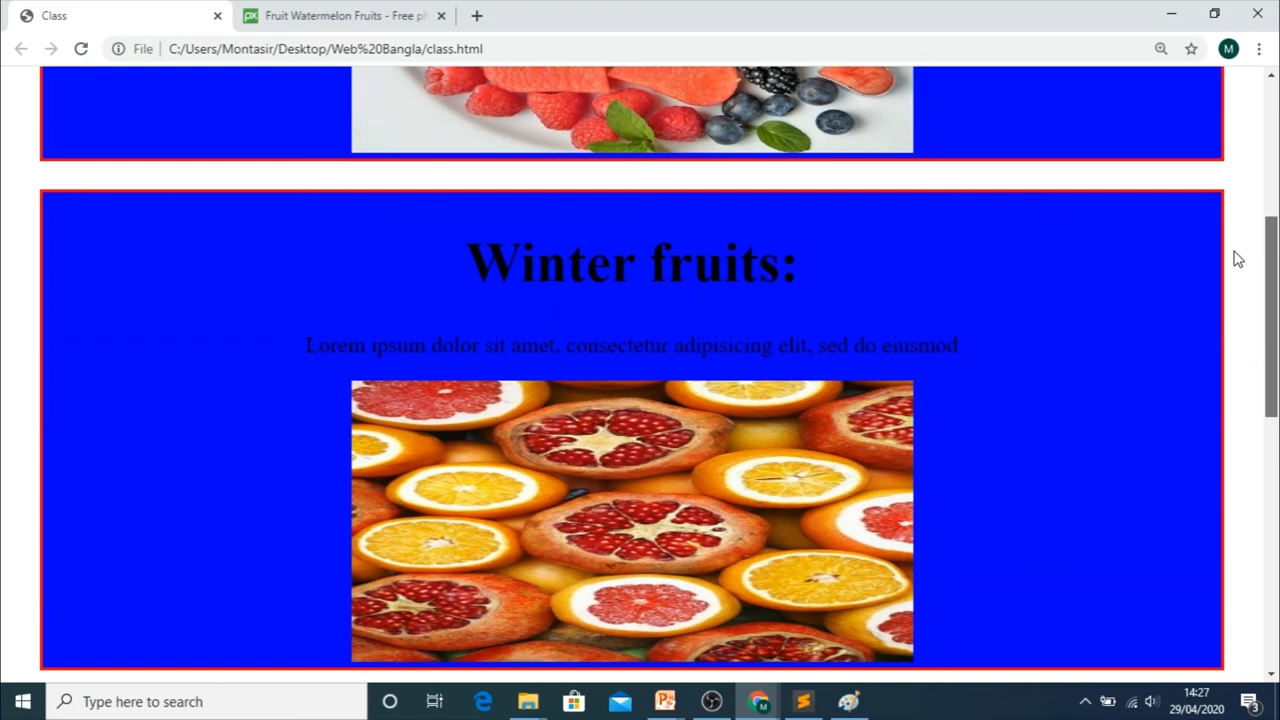 Class
Fruit Watermelon Fruits - Free ph
File
C:/Users/Montasir/Desktop/Web%20Bangla/class.html
M
Winter fruits:
Lorem ipsum dolor sit amet, consectetur adipisicing elit, sed do eiusmod
Type here to search
14:27
29/04/2020
3